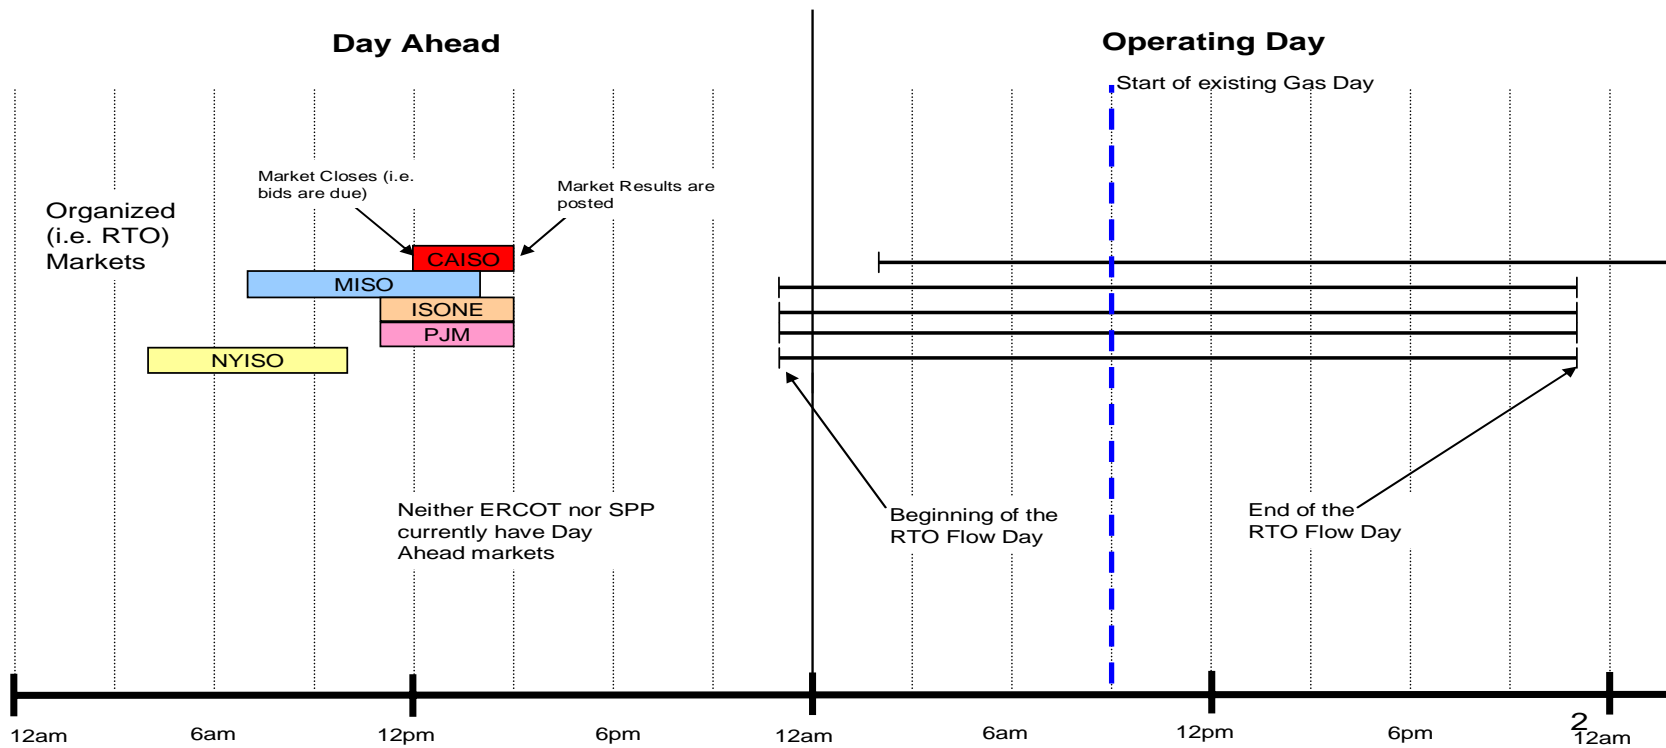 Day Ahead
Operating Day
Start of existing Gas Day
Market Closes (i.e.
bids are due)
Market Results are
posted
Organized
(i.e. RTO)
Markets
CAISO
MISO
ISONE
PJM
NYISO
Neither ERCOT nor SPP
currently have Day
Ahead markets
Beginning of the
RTO Flow Day
End of the
RTO Flow Day
12am
6am
12pm
6pm
12am
6am
12pm
6pm
2
12am